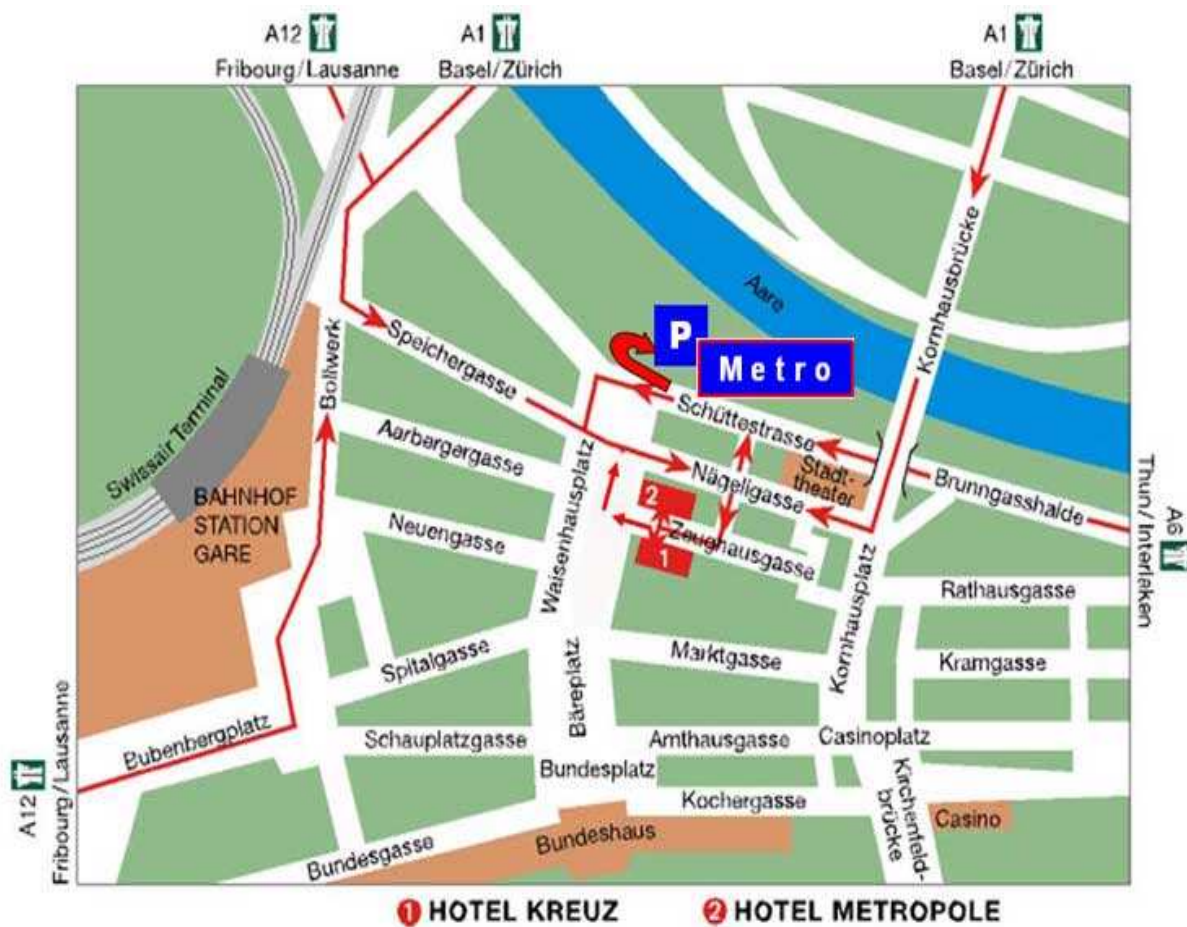 A12
Fribourg/Lausanne
A1
Basel/Zürich
A1
Basel/Zürich
Aare
Kornhausbrücke
P
Metro
Speichergasse
Bollwerk
Swissair Terminal
Schüttestrasse
Aarbergergasse
Stadt-
theater
Nägeligasse
Brunngasshalde
Thun/Interlaken
A6
BAHNHOF
STATION
GARE
Neuengasse
Waisenhausplatz
2
Zeughausgasse
1
Rathausgasse
Kornhausplatz
Spitalgasse
Bäreplatz
Marktgasse
Kramgasse
Bubenbergplatz
Schauplatzgasse
Amthausgasse
Casinoplatz
Bundesplatz
Kochergasse
Kirchenfeld-
brücke
Casino
Bundeshaus
Bundesgasse
A12
Fribourg/Lausanne
1 HOTEL KREUZ
2 HOTEL METROPOLE